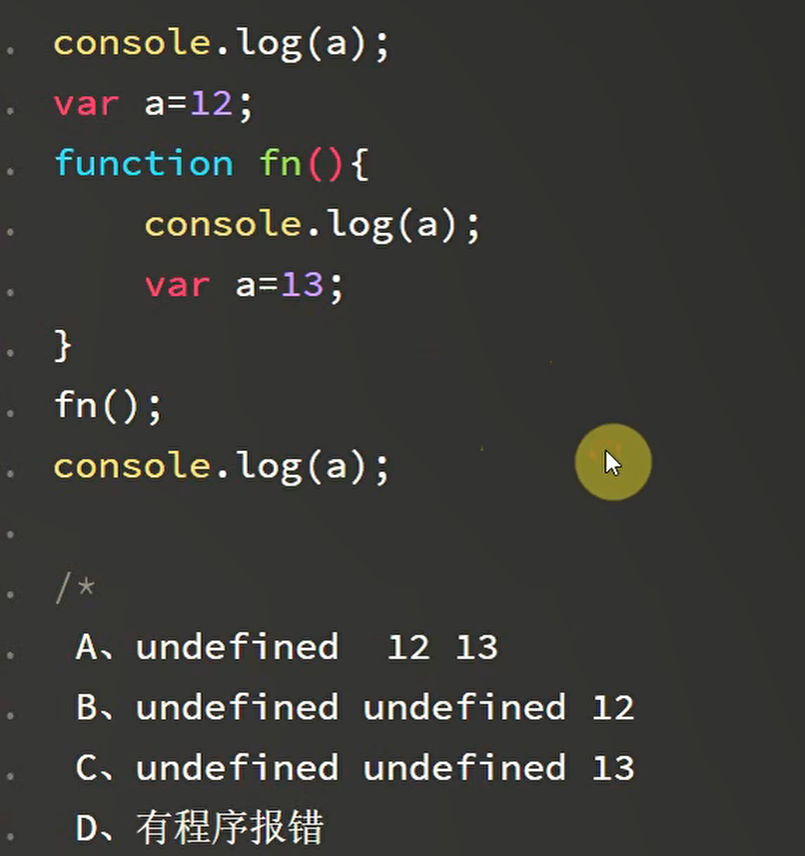 console.log(a);
var a=12;
function fn(){
    console.log(a);
    var a=13;
}
fn();
console.log(a);

/*
 A、undefined  12 13
 B、undefined undefined 12
 C、undefined undefined 13
 D、有程序报错